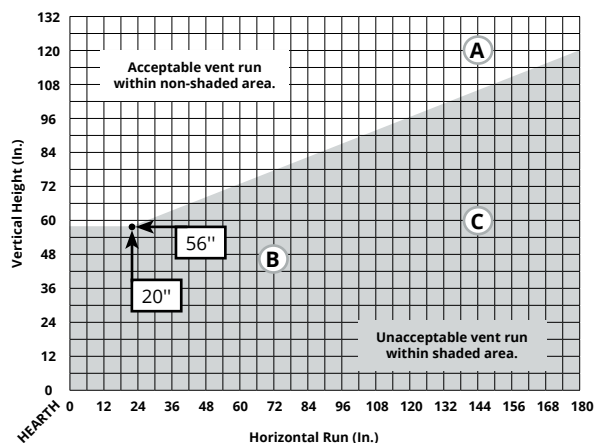 132
120
108
96
84
72
60
48
36
24
12
0
Vertical Height (In.)
Acceptable vent run
within non-shaded area.
A
56"
20"
B
C
Unacceptable vent run
within shaded area.
HEARTH
0 12 24 36 48 60 72 84 96 108 120 132 144 156 168 180
Horizontal Run (In.)